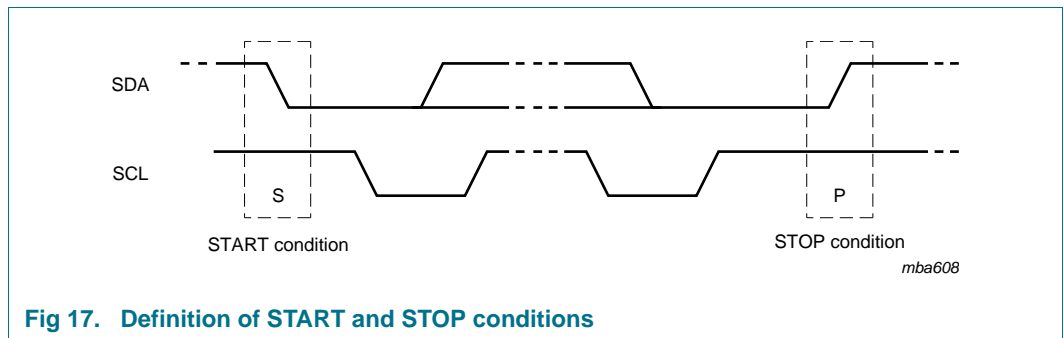 SDA
SCL
S
P
START condition
STOP condition
mba608
Fig 17. Definition of START and STOP conditions